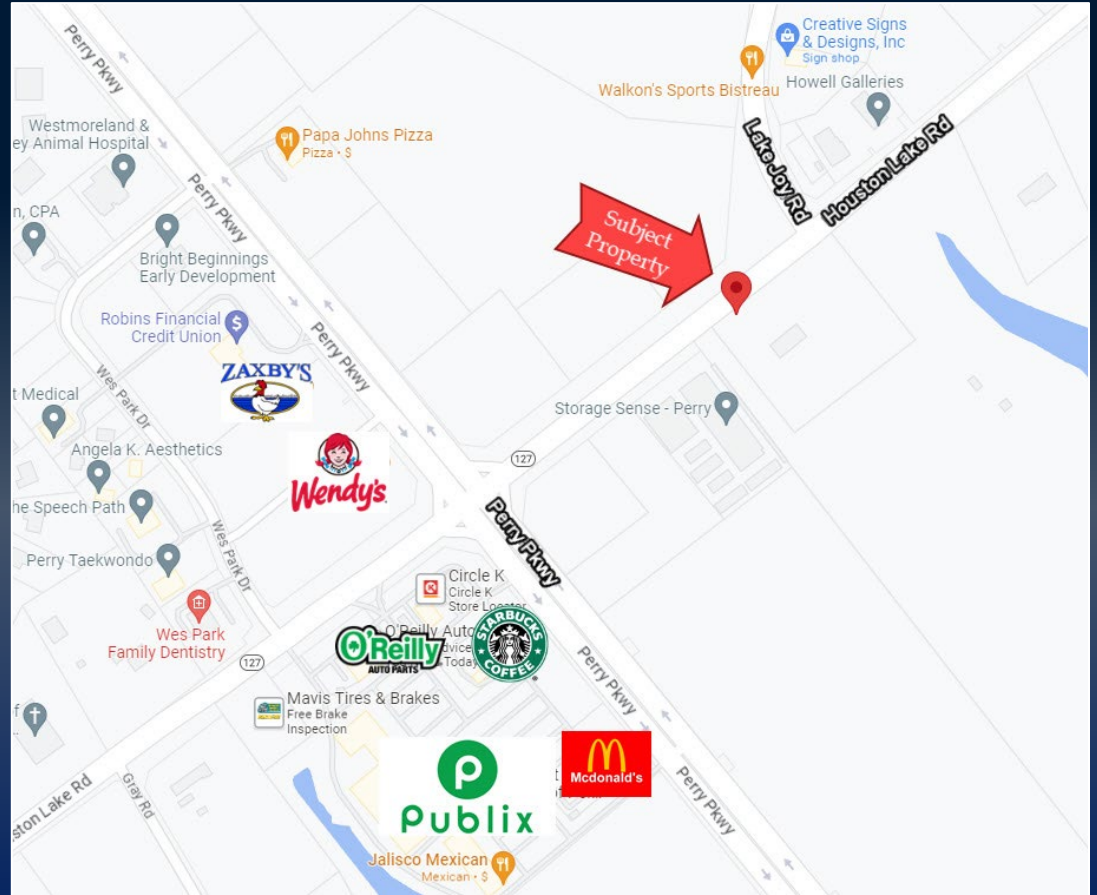 Perry Pkwy
Creative Signs
& Designs, Inc
Sign shop
Walkon's Sports Bistreau
Howell Galleries
Westmoreland &
ey Animal Hospital
Papa Johns Pizza
Pizza • $
Lake Joy Rd
Houston Lake Rd
Perry Pkwy
n, CPA
Subject
Property
Bright Beginnings
Early Development
Robins Financial
Credit Union
Perry Pkwy
ZAXBY'S
Wes Park Dr
t Medical
Storage Sense - Perry
Angela K. Aesthetics
Wendy's
127
he Speech Path
Perry Pkwy
Wes Park Dr
Perry Taekwondo
Circle K
Circle K
Store Locator
O'Reilly Auto
dvice
Today
O'Reilly
AUTO PARTS
STARBUCKS
COFFEE
Wes Park
Family Dentistry
127
Perry Pkwy
Mavis Tires & Brakes
Free Brake
Inspection
f
Publix
McDonald's
t
Perry Pkwy
ston Lake Rd
Gray Rd
Jalisco Mexican
Mexican • $